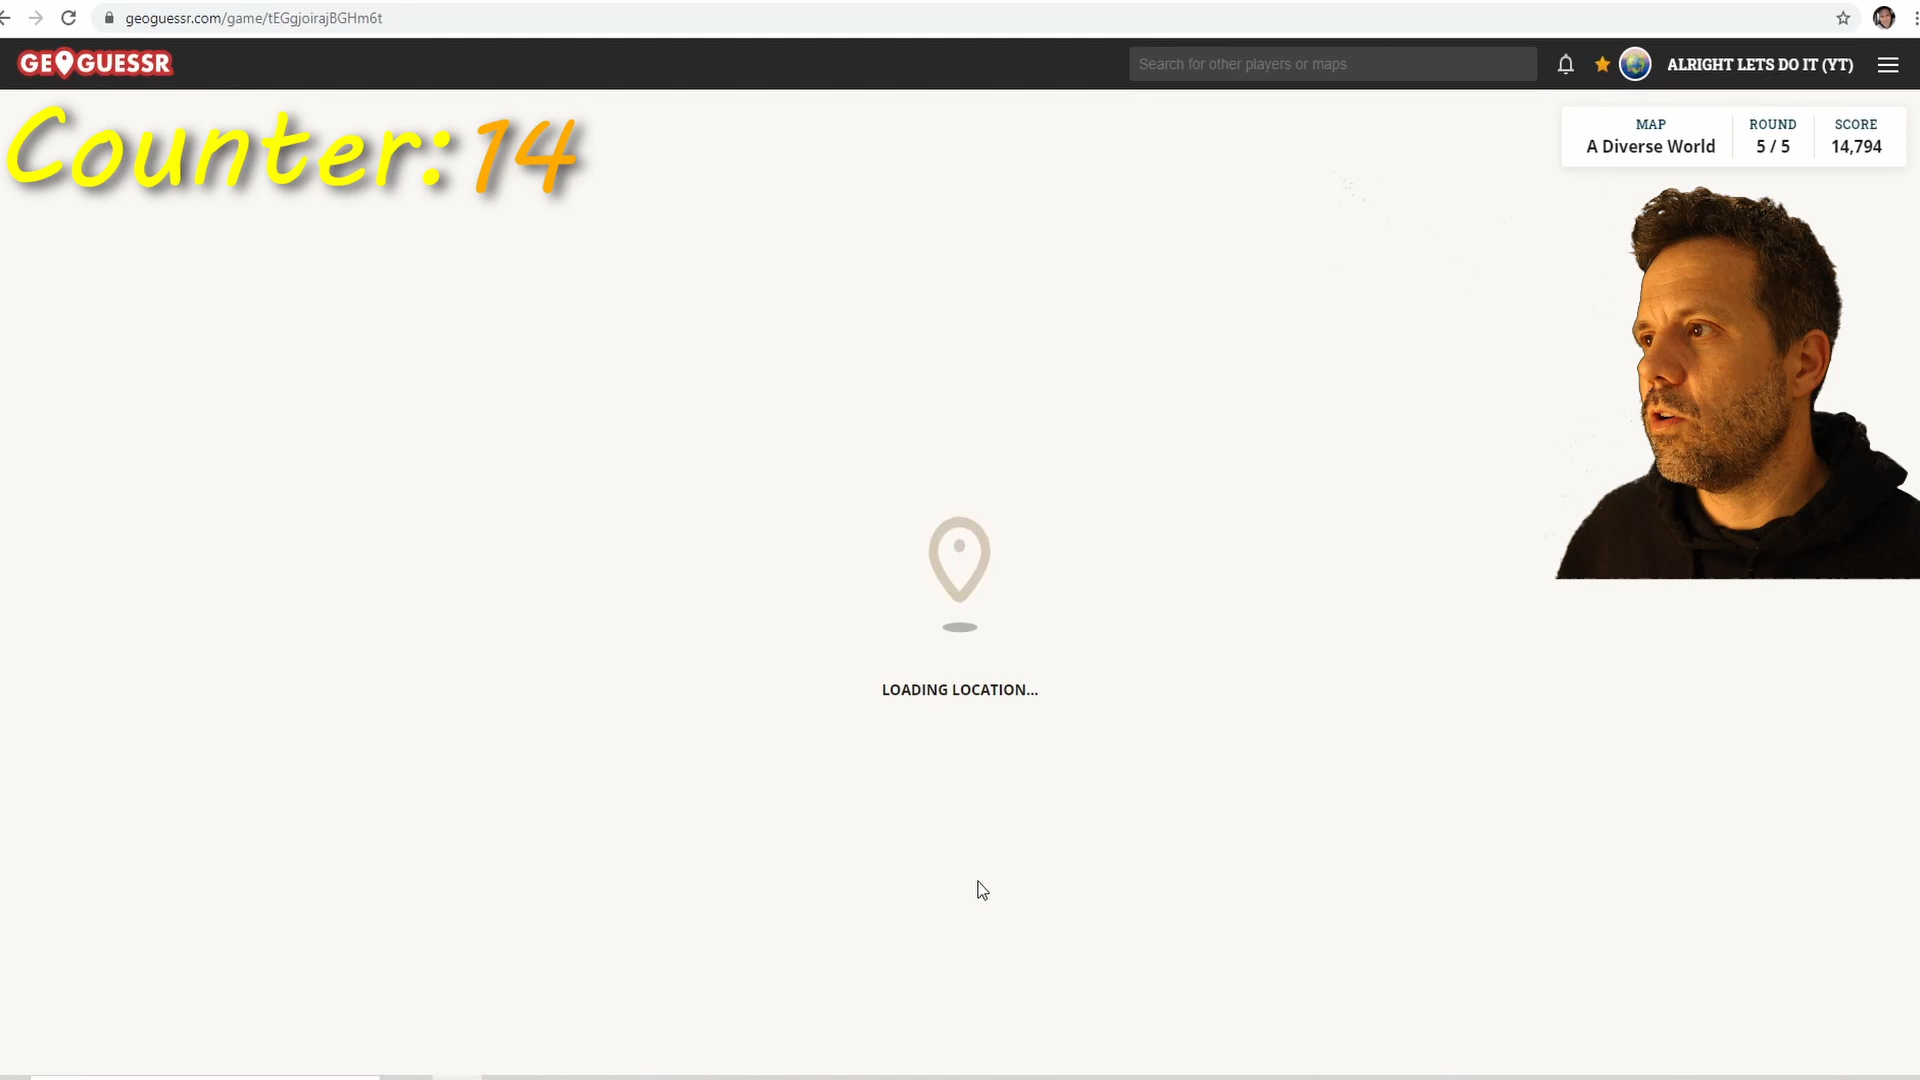 geoguessr.com/game/tEGgjoirajBGHm6t
GEOGUESSR
Search for other players or maps
ALRIGHT LETS DO IT (YT)
Counter: 14
MAP ROUND SCORE
A Diverse World 5 / 5 14,794
LOADING LOCATION...